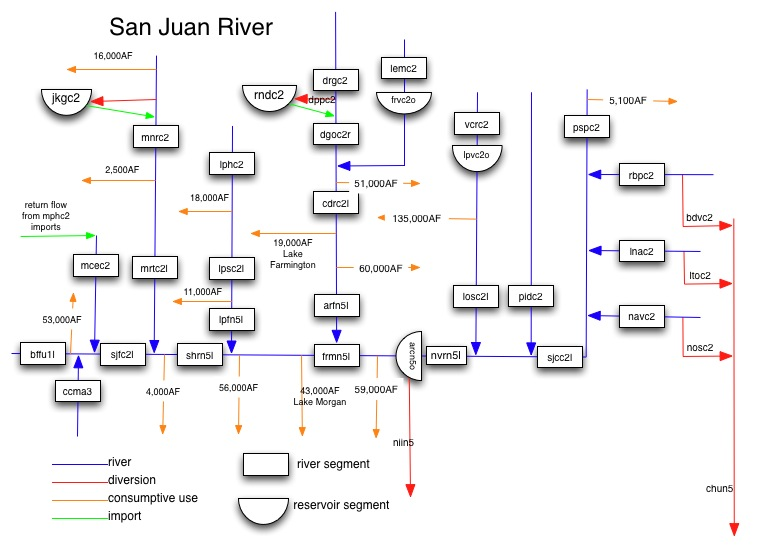 San Juan River
16,000AF
jkgc2
mnrc2
2,500AF
return flow
from mphc2
imports
mcec2
mrtc2l
53,000AF
bffu1l
sjfc2l
ccma3
4,000AF
lphc2
18,000AF
lpsc2l
11,000AF
lpfn5l
shrn5l
56,000AF
drgc2
rndc2
dppc2
dgoc2r
lemc2
frvc2o
51,000AF
cdrc2l
19,000AF
Lake
Farmington
60,000AF
arfn5l
frmn5l
43,000AF
Lake Morgan
59,000AF
135,000AF
vcrc2
lpvc2o
losc2l
pidc2
arcn5o
nvrn5l
sjcc2l
niin5
5,100AF
pspc2
rbpc2
bdvc2
lnac2
ltoc2
navc2
nosc2
chun5
river
diversion
consumptive use
import
river segment
reservoir segment